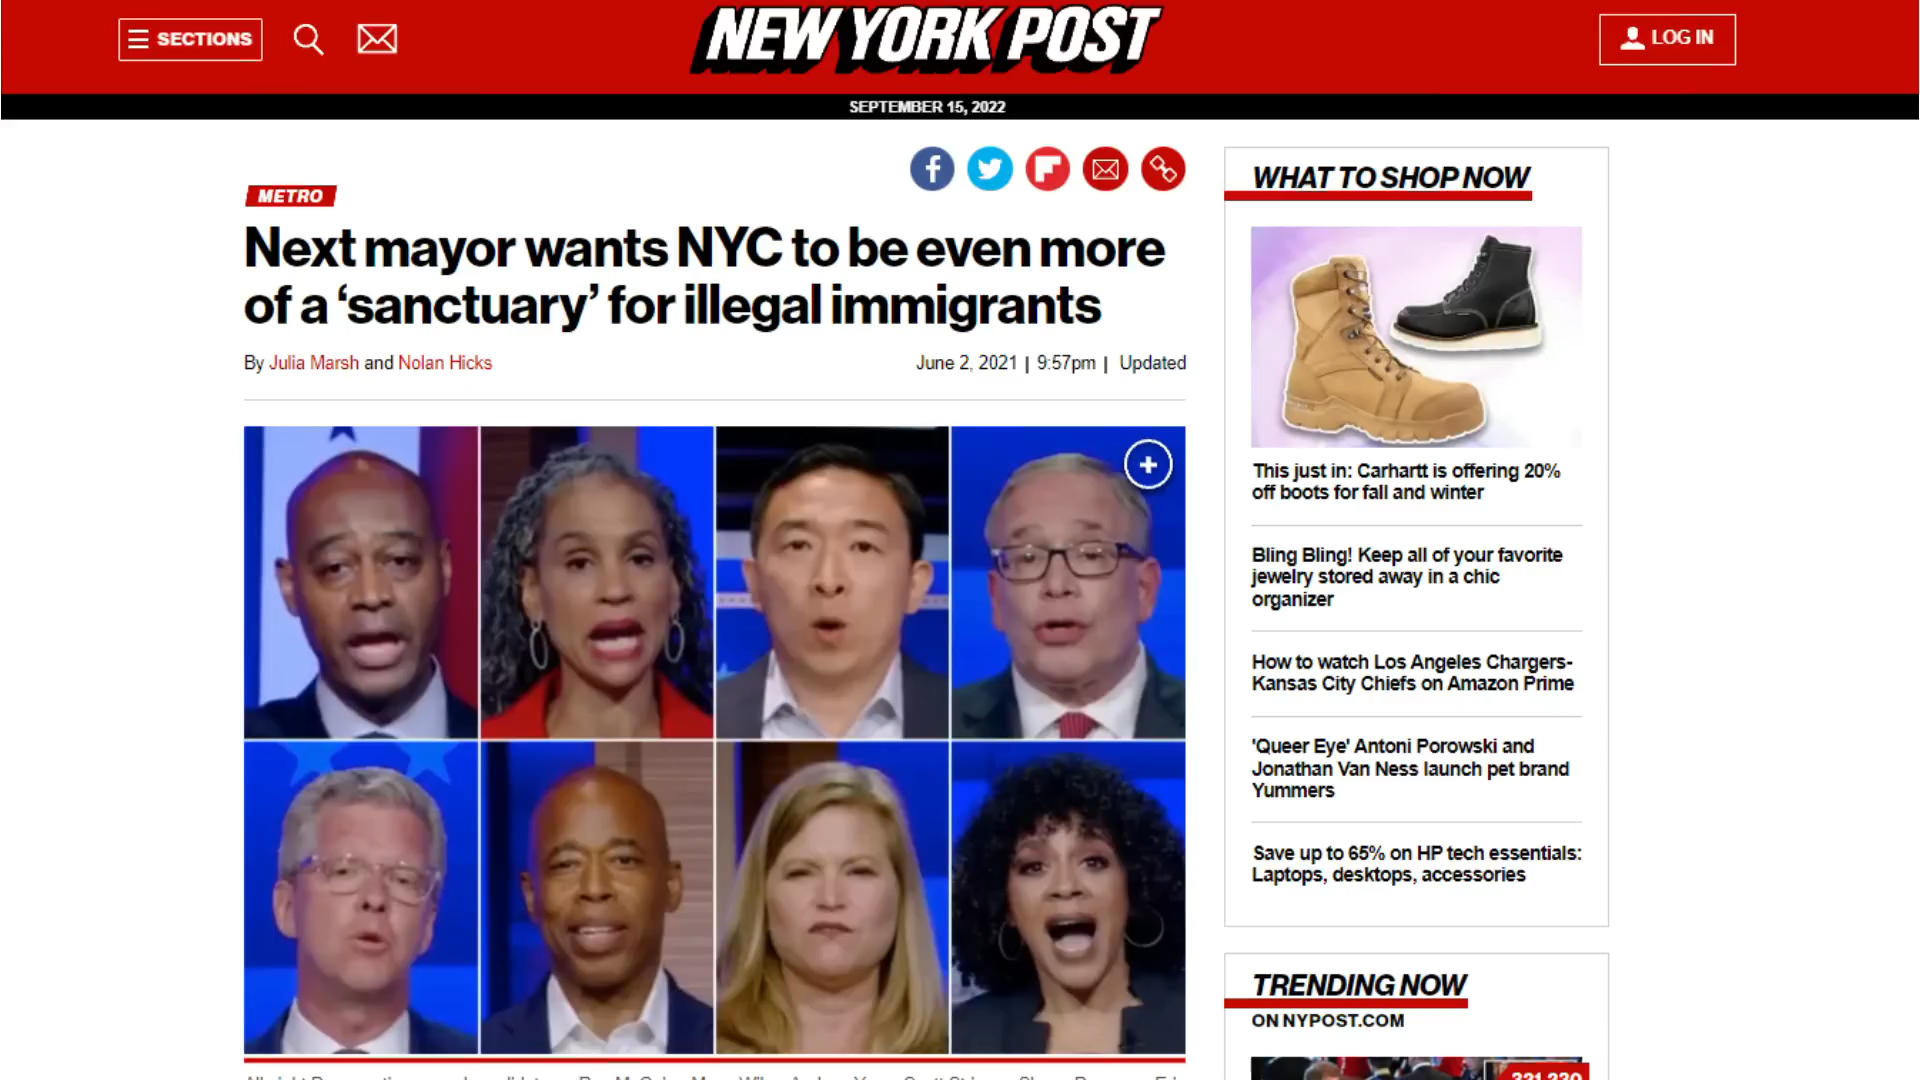 SECTIONS
NEW YORK POST
LOG IN
SEPTEMBER 15, 2022
METRO
Next mayor wants NYC to be even more
of a ‘sanctuary’ for illegal immigrants
By Julia Marsh and Nolan Hicks
June 2, 2021 | 9:57pm | Updated
WHAT TO SHOP NOW
This just in: Carhartt is offering 20%
off boots for fall and winter
Bling Bling! Keep all of your favorite
jewelry stored away in a chic
organizer
How to watch Los Angeles Chargers-
Kansas City Chiefs on Amazon Prime
'Queer Eye' Antoni Porowski and
Jonathan Van Ness launch pet brand
Yummers
Save up to 65% on HP tech essentials:
Laptops, desktops, accessories
TRENDING NOW
ON NYPOST.COM